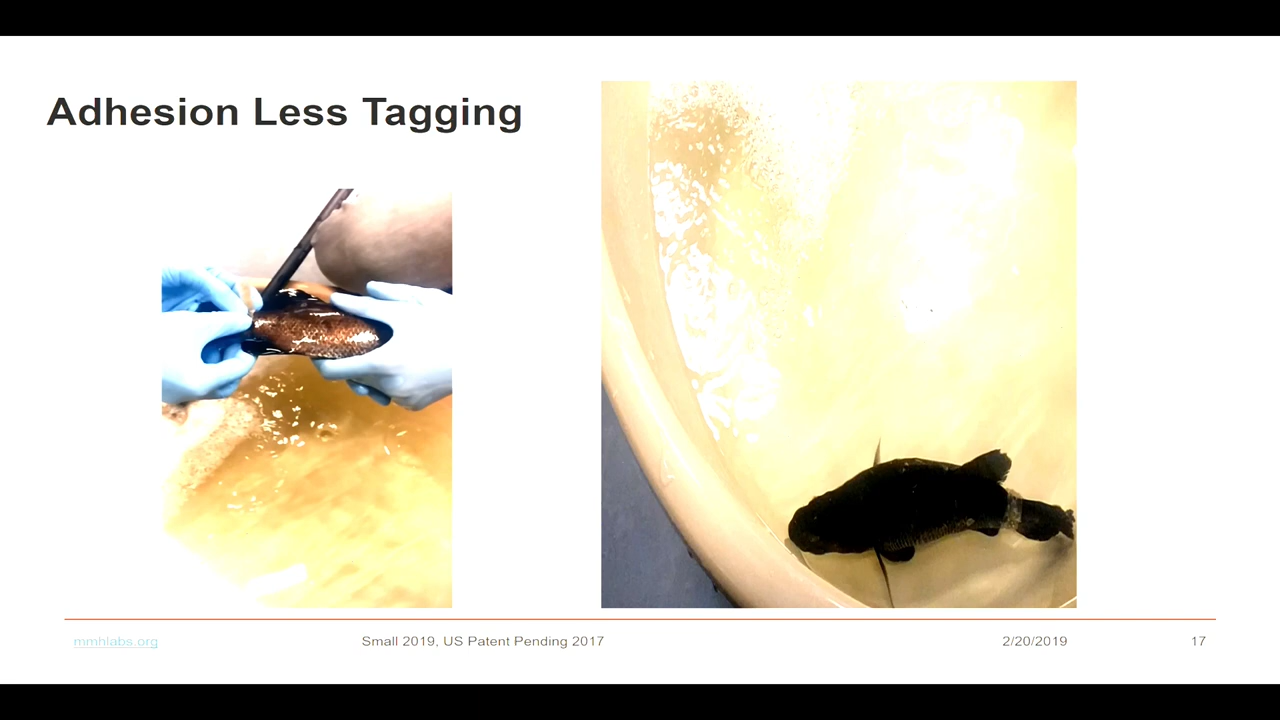 Adhesion Less Tagging
mmhlabs.org
Small 2019, US Patent Pending 2017
2/20/2019
17